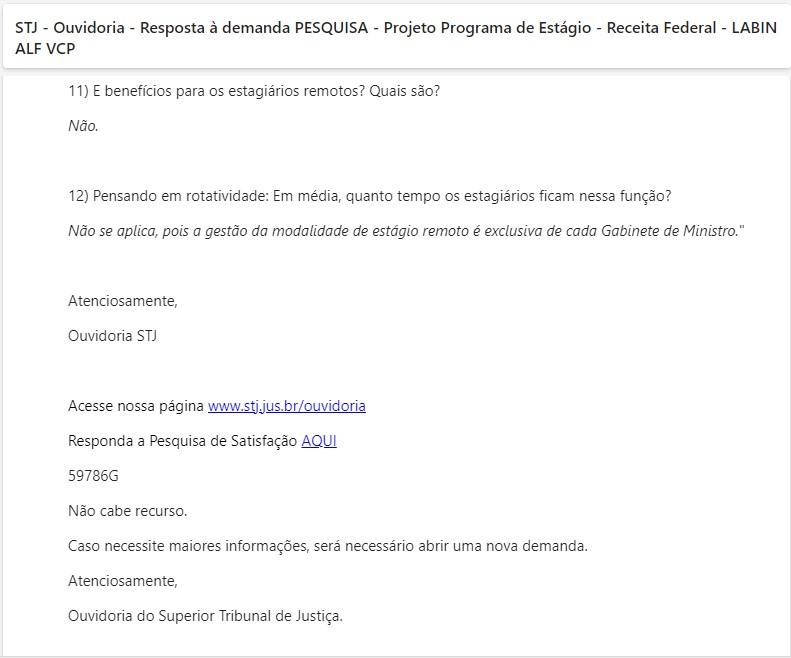 STJ - Ouvidoria - Resposta à demanda PESQUISA - Projeto Programa de Estágio - Receita Federal - LABIN
ALF VCP
11) E benefícios para os estagiários remotos? Quais são?
Não.
12) Pensando em rotatividade: Em média, quanto tempo os estagiários ficam nessa função?
Não se aplica, pois a gestão da modalidade de estágio remoto é exclusiva de cada Gabinete de Ministro."
Atenciosamente,
Ouvidoria STJ
Acesse nossa página www.stj.jus.br/ouvidoria
Responda a Pesquisa de Satisfação AQUI
59786G
Não cabe recurso.
Caso necessite maiores informações, será necessário abrir uma nova demanda.
Atenciosamente,
Ouvidoria do Superior Tribunal de Justiça.